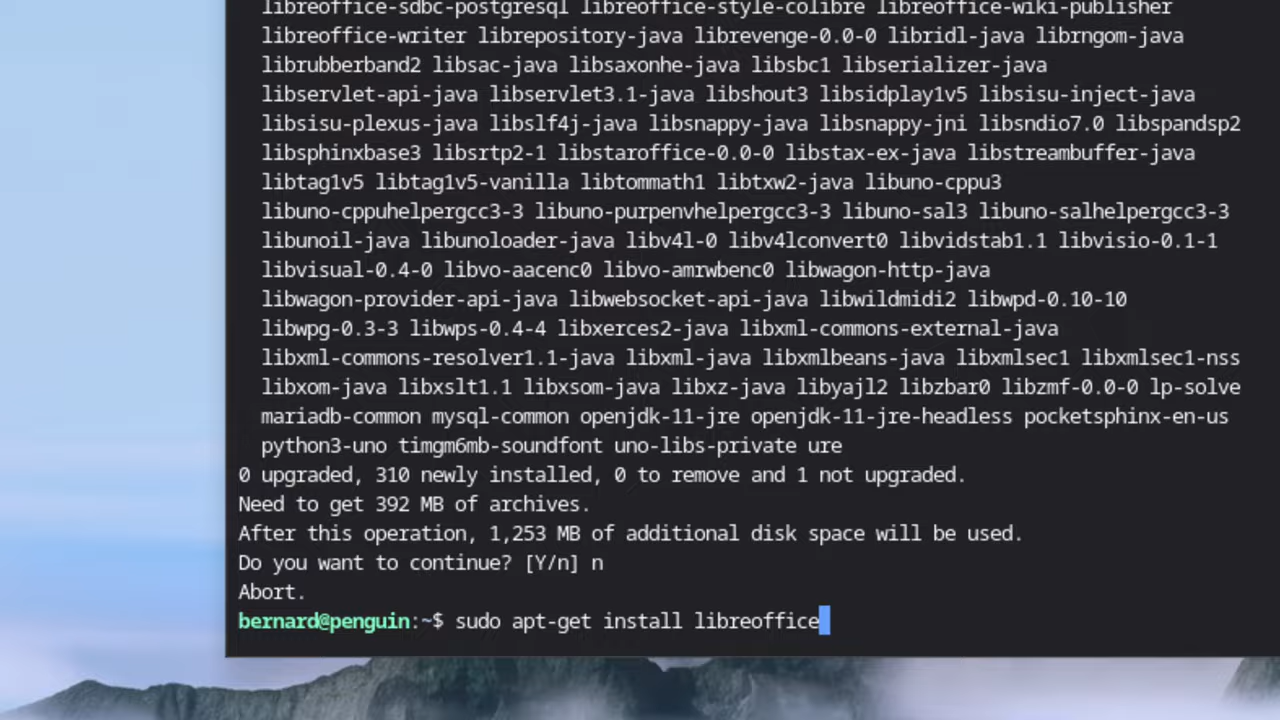 libreoffice-sdbc-postgresql libreoffice-style-colibre libreoffice-wiki-publisher
libreoffice-writer librepository-java librevenge-0.0-0 libridl-java librngom-java
librubberband2 libsac-java libsaxonhe-java libsbc1 libserializer-java
libservlet-api-java libservlet3.1-java libshout3 libsidplay1v5 libsisu-inject-java
libsisu-plexus-java libslf4j-java libsnappy-java libsnappy-jni libsndio7.0 libspandsp2
libsphinxbase3 libsrtp2-1 libstaroffice-0.0-0 libstax-ex-java libstreambuffer-java
libtag1v5 libtag1v5-vanilla libtommath1 libtxw2-java libuno-cppu3
libuno-cppuhelpergcc3-3 libuno-purpenvhelpergcc3-3 libuno-sal3 libuno-salhelpergcc3-3
libunoil-java libunoloader-java libv4l-0 libv4lconvert0 libvidstab1.1 libvisio-0.1-1
libvisual-0.4-0 libvo-aacenc0 libvo-amrwbenc0 libwagon-http-java
libwagon-provider-api-java libwebsocket-api-java libwildmidi2 libwpd-0.10-10
libwpg-0.3-3 libwps-0.4-4 libxerces2-java libxml-commons-external-java
libxml-commons-resolver1.1-java libxml-java libxmlbeans-java libxmlsec1 libxmlsec1-nss
libxom-java libxslt1.1 libxsom-java libxz-java libyajl2 libzbar0 libzmf-0.0-0 lp-solve
mariadb-common mysql-common openjdk-11-jre openjdk-11-jre-headless pocketsphinx-en-us
python3-uno timgm6mb-soundfont uno-libs-private ure
0 upgraded, 310 newly installed, 0 to remove and 1 not upgraded.
Need to get 392 MB of archives.
After this operation, 1,253 MB of additional disk space will be used.
Do you want to continue? [Y/n] n
Abort.
bernard@penguin:~$ sudo apt-get install libreoffice